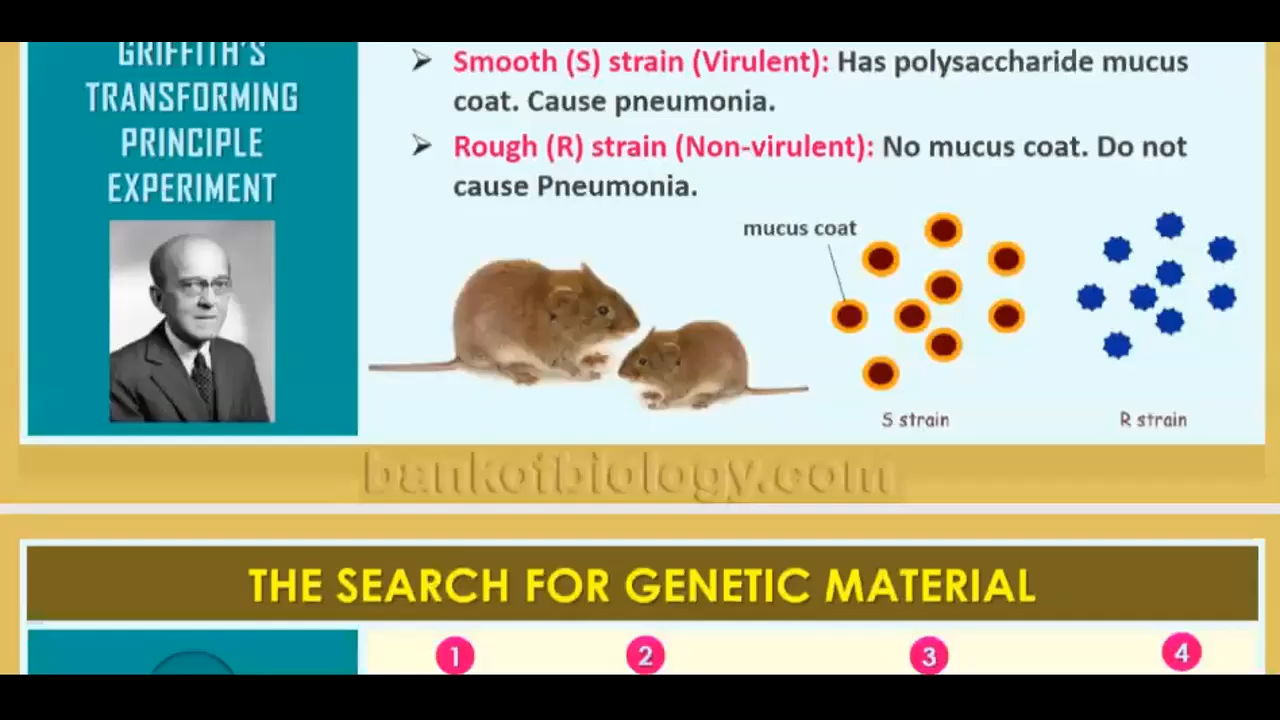 GRIFFITH'S
TRANSFORMING
PRINCIPLE
EXPERIMENT
➢ Smooth (S) strain (Virulent): Has polysaccharide mucus
coat. Cause pneumonia.
➢ Rough (R) strain (Non-virulent): No mucus coat. Do not
cause Pneumonia.
mucus coat
S strain
R strain
bankofbiology.com
THE SEARCH FOR GENETIC MATERIAL
1 2 3 4